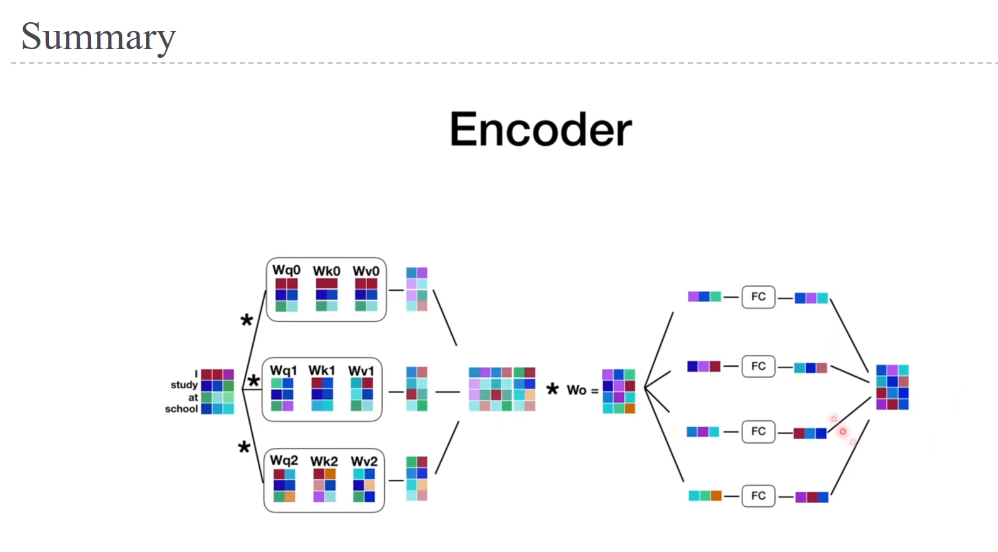 Summary
Encoder
Wq0 Wk0 Wv0
*
I
study
at
school
*
Wq1 Wk1 Wv1
* Wo =
*
Wq2 Wk2 Wv2
FC
FC
FC
FC